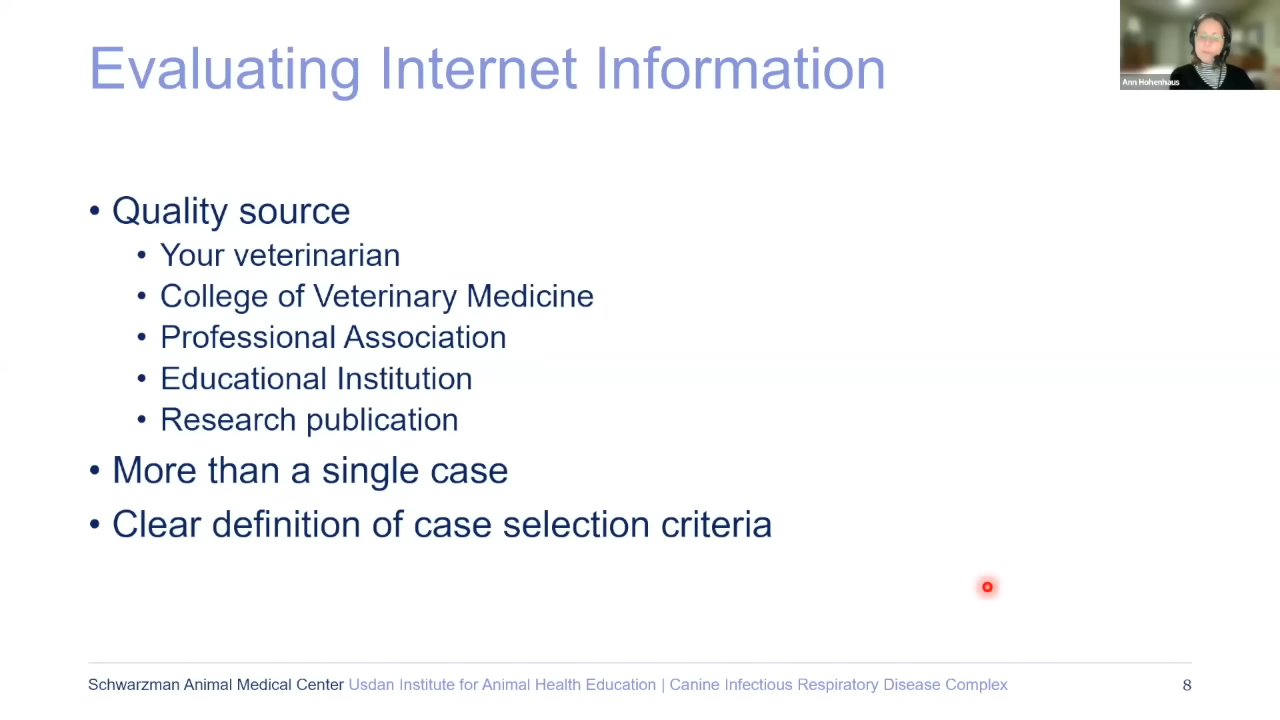 Evaluating Internet Information
Ann Hohenhaus
• Quality source
• Your veterinarian
• College of Veterinary Medicine
• Professional Association
• Educational Institution
• Research publication
• More than a single case
• Clear definition of case selection criteria
Schwarzman Animal Medical Center Usdan Institute for Animal Health Education | Canine Infectious Respiratory Disease Complex
8